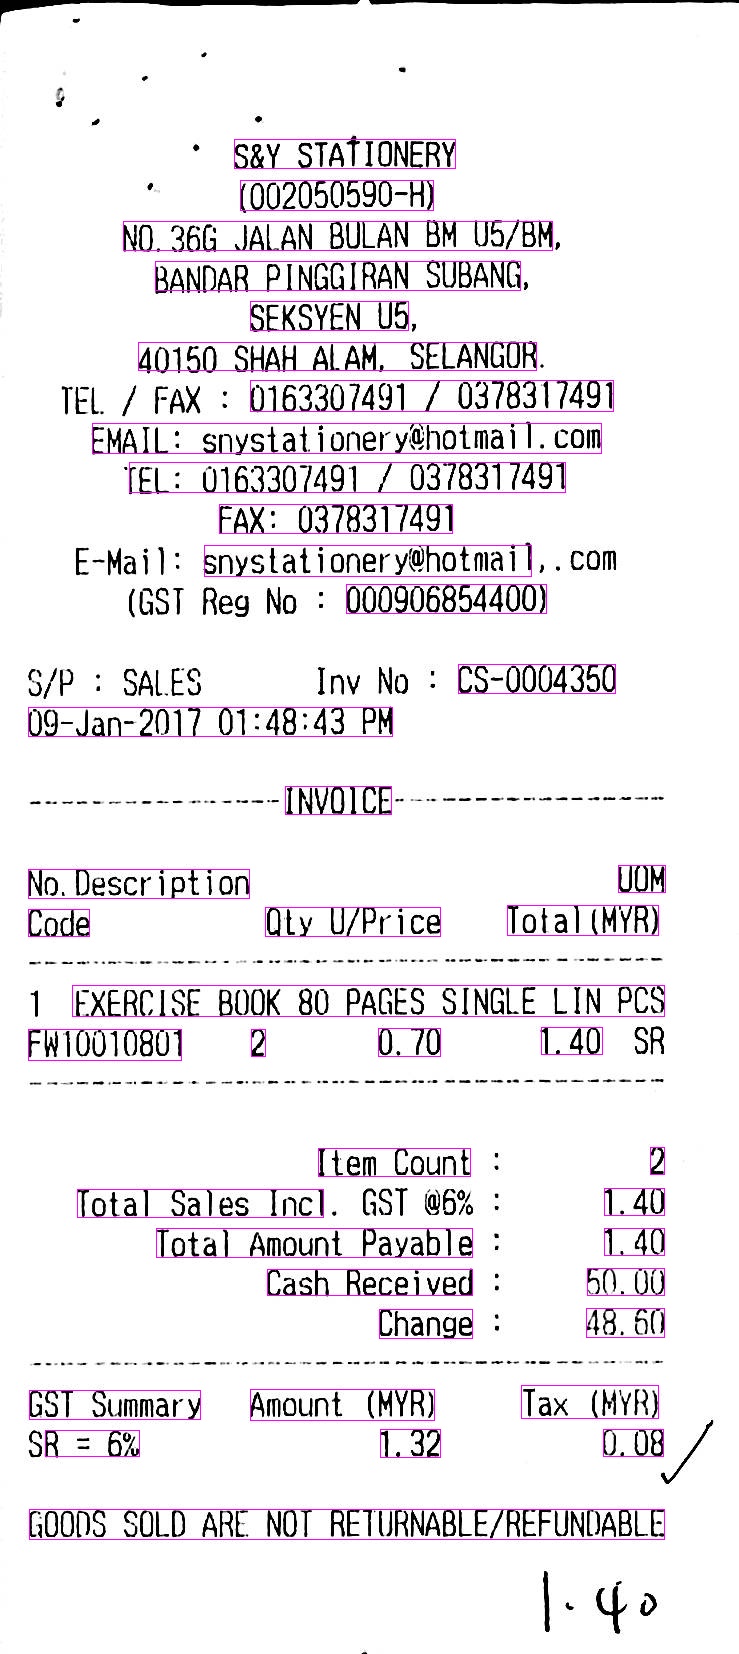 S&Y STATIONERY
(002050590-H)
NO.36G JALAN BULAN BM U5/BM,
BANDAR PINGGIRAN SUBANG,
SEKSYEN U5,
40150 SHAH ALAM, SELANGOR.
TEL / FAX : 0163307491 / 0378317491
EMAIL: snystationery@hotmail.com
TEL: 0163307491 / 0378317491
FAX: 0378317491
E-Mail: snystationery@hotmail,.com
(GST Reg No : 000906854400)
S/P : SALES Inv No : CS-0004350
09-Jan-2017 01:48:43 PM
INVOICE
No.Description UOM
Code Qty U/Price Total(MYR)
1 EXERCISE BOOK 80 PAGES SINGLE LIN PCS
FW10010801 2 0.70 1.40 SR
Item Count : 2
Total Sales Incl. GST @6% : 1.40
Total Amount Payable : 1.40
Cash Received : 50.00
Change : 48.60
GST Summary Amount (MYR) Tax (MYR)
SR = 6% 1.32 0.08
GOODS SOLD ARE NOT RETURNABLE/REFUNDABLE
1.40